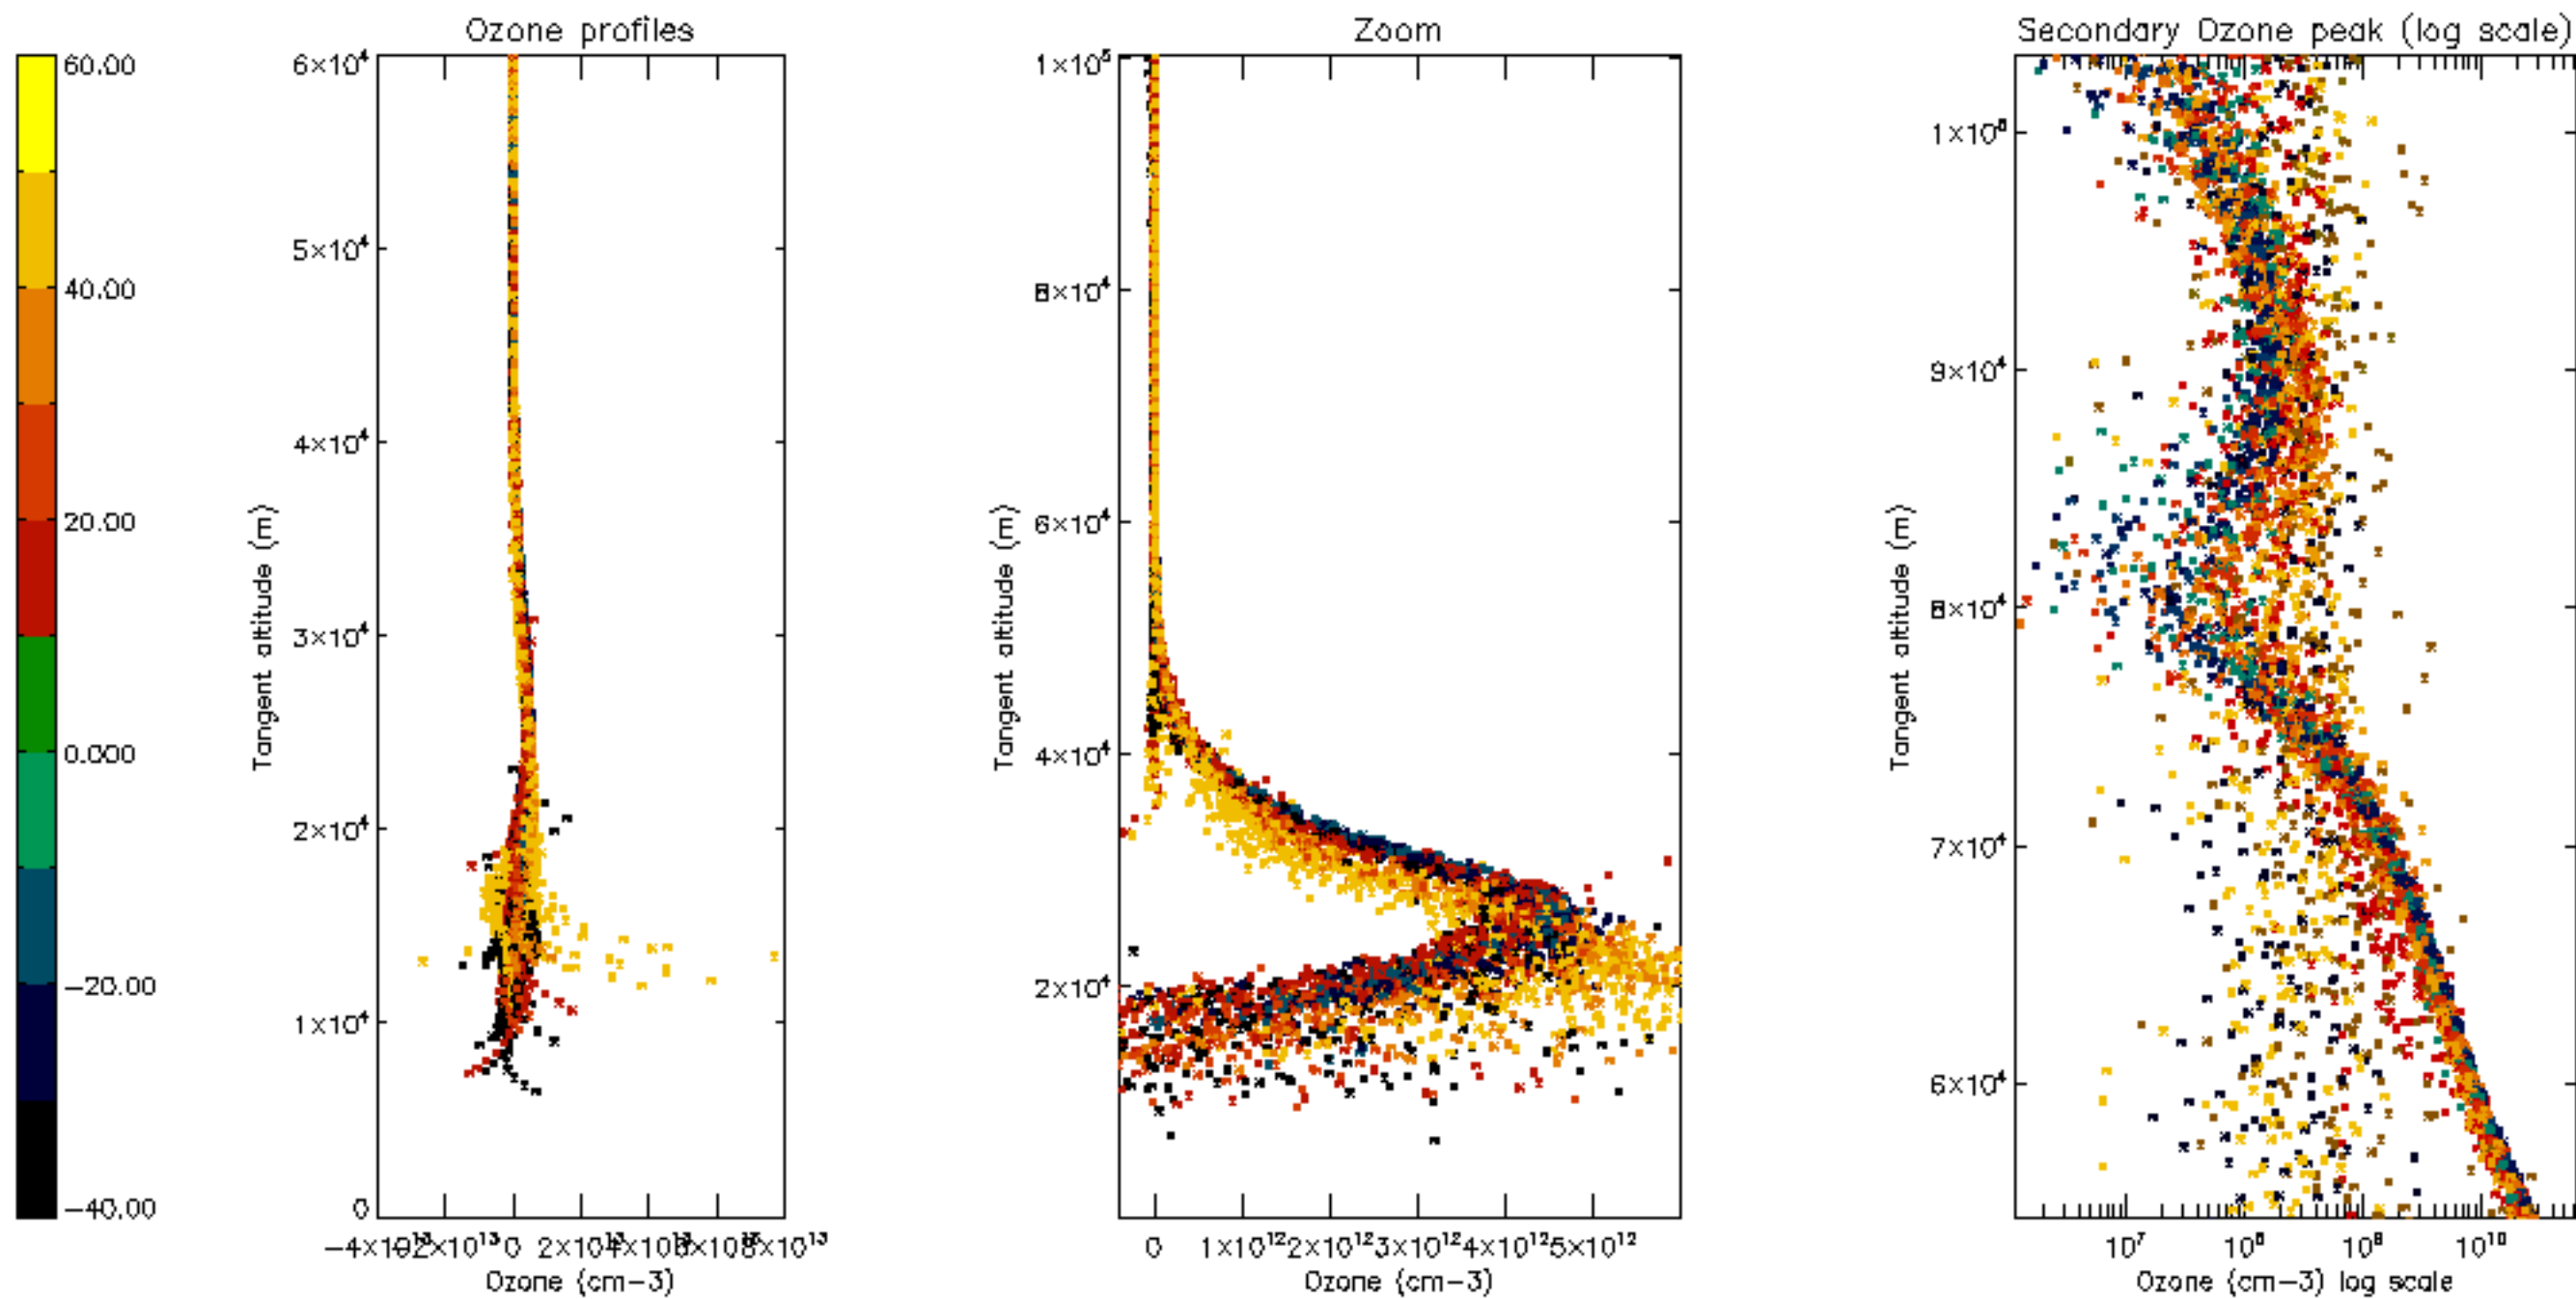 Ozone profiles
Zoom
Secondary Ozone peak (log scale)
60.00
40.00
20.00
0.000
−20.00
−40.00
Tangent altitude (m)
6×10⁴
5×10⁴
4×10⁴
3×10⁴
2×10⁴
1×10⁴
0
0 2×10¹³
Ozone (cm−3)
Tangent altitude (m)
1×10⁵
8×10⁴
6×10⁴
4×10⁴
2×10⁴
0 1×10¹² 2×10¹² 3×10¹² 4×10¹² 5×10¹²
Ozone (cm−3)
Tangent altitude (m)
1×10⁵
9×10⁴
8×10⁴
7×10⁴
6×10⁴
10⁷ 10⁸ 10⁹ 10¹⁰
Ozone (cm−3) log scale